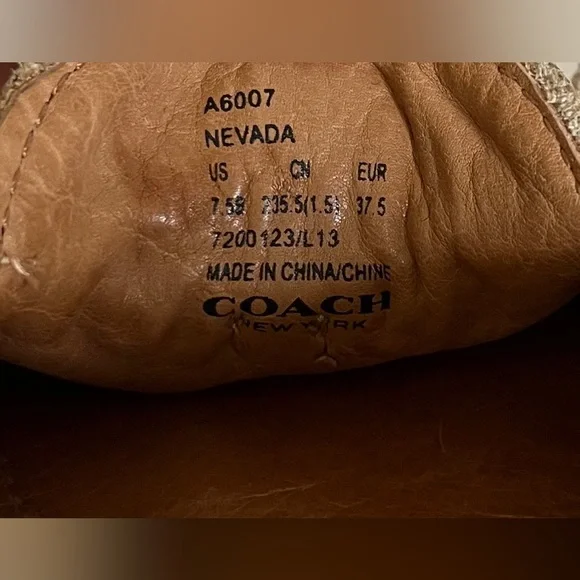 A6007
NEVADA
US CN EUR
7.5B 235.5(1.5) 37.5
7200123/L13
MADE IN CHINA/CHINE
COACH
NEW YORK